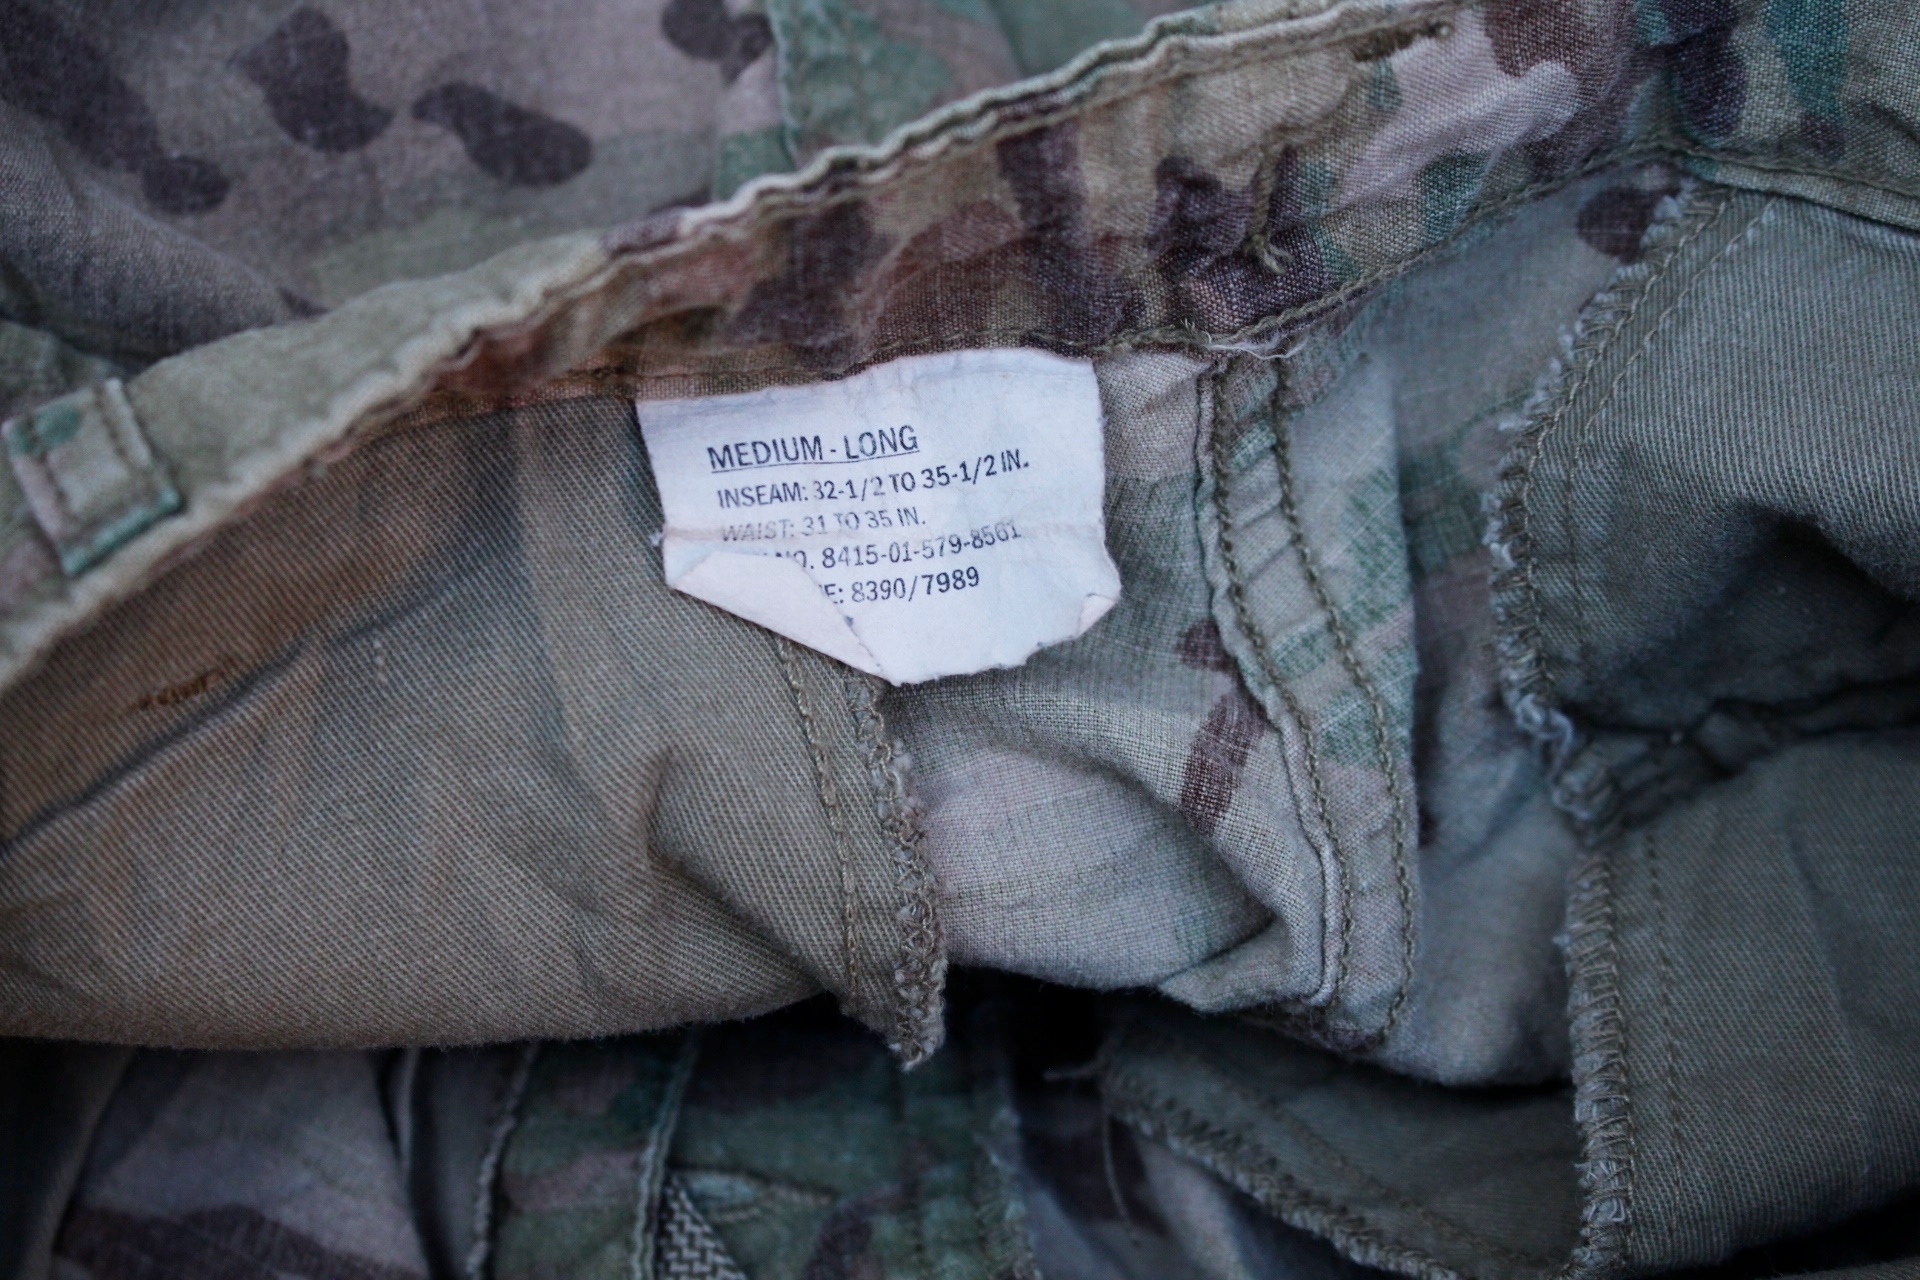 MEDIUM - LONG
INSEAM: 32-1/2 TO 35-1/2 IN.
WAIST: 31 TO 35 IN.
O. 8415-01-579-8561
E: 8390/7989